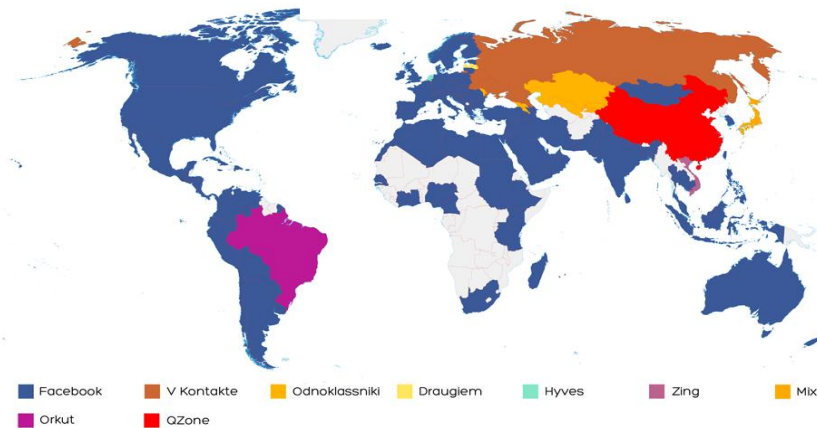 Facebook V Kontakte Odnoklassniki Draugiem Hyves Zing Mix
Orkut QZone